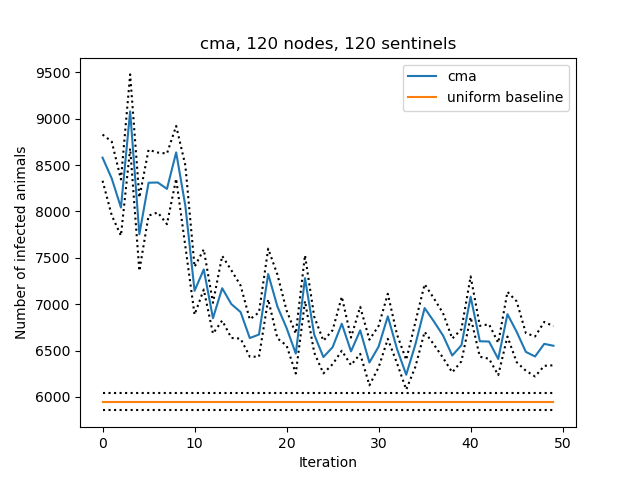 cma, 120 nodes, 120 sentinels
cma
uniform baseline
Number of infected animals
9500
9000
8500
8000
7500
7000
6500
6000
0 10 20 30 40 50
Iteration